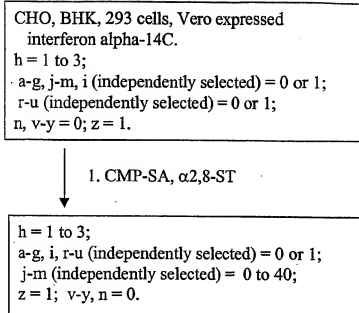 CHO, BHK, 293 cells, Vero expressed
interferon alpha-14C.
h = 1 to 3;
a-g, j-m, i (independently selected) = 0 or 1;
r-u (independently selected) = 0 or 1;
n, v-y = 0; z = 1.
1. CMP-SA, α2,8-ST
h = 1 to 3;
a-g, i, r-u (independently selected) = 0 or 1;
j-m (independently selected) = 0 to 40;
z = 1; v-y, n = 0.